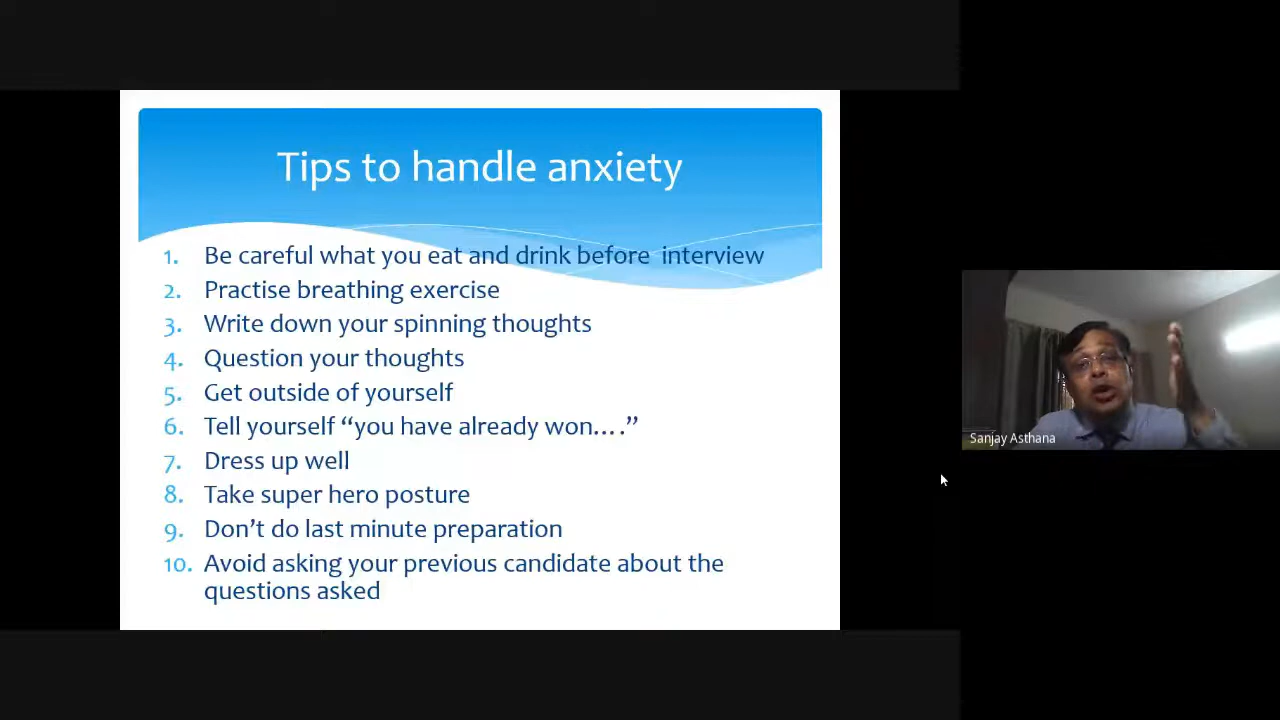 Tips to handle anxiety
1. Be careful what you eat and drink before interview
2. Practise breathing exercise
3. Write down your spinning thoughts
4. Question your thoughts
5. Get outside of yourself
6. Tell yourself “you have already won….”
7. Dress up well
8. Take super hero posture
9. Don’t do last minute preparation
10. Avoid asking your previous candidate about the
questions asked
Sanjay Asthana